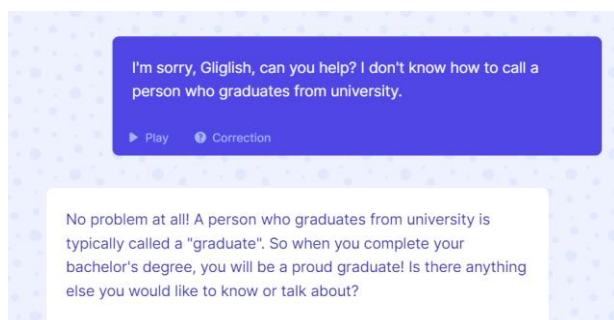 I'm sorry, Gliglish, can you help? I don't know how to call a
person who graduates from university.
Play Correction
No problem at all! A person who graduates from university is
typically called a "graduate". So when you complete your
bachelor's degree, you will be a proud graduate! Is there anything
else you would like to know or talk about?